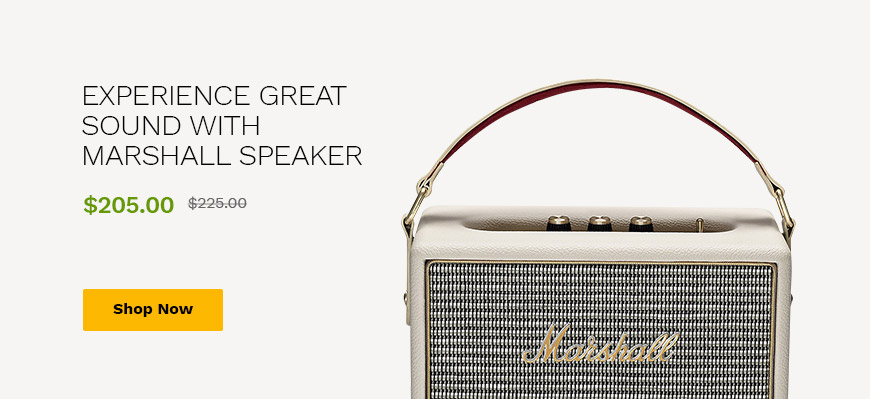 EXPERIENCE GREAT
SOUND WITH
MARSHALL SPEAKER
$205.00 $225.00
Shop Now
Marshall